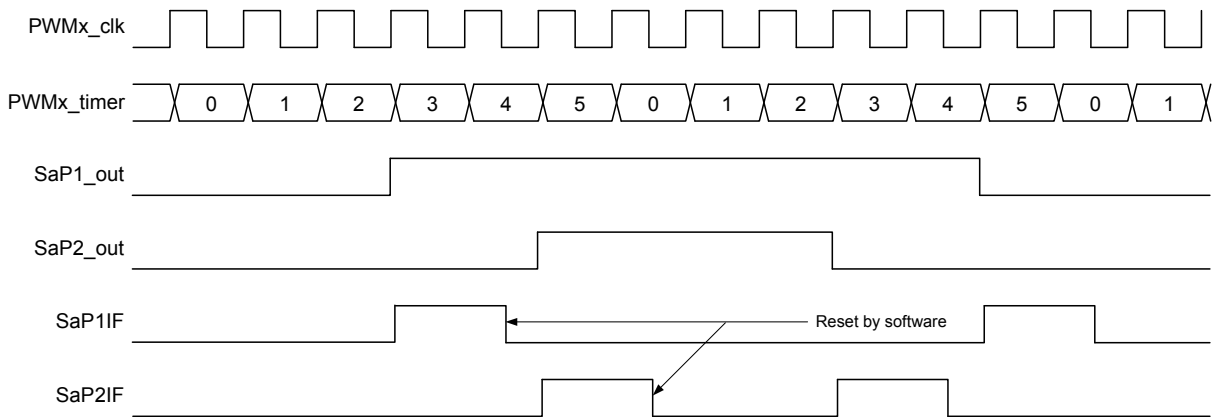 PWMx_clk
PWMx_timer 0 1 2 3 4 5 0 1 2 3 4 5 0 1
SaP1_out
SaP2_out
SaP1IF Reset by software
SaP2IF